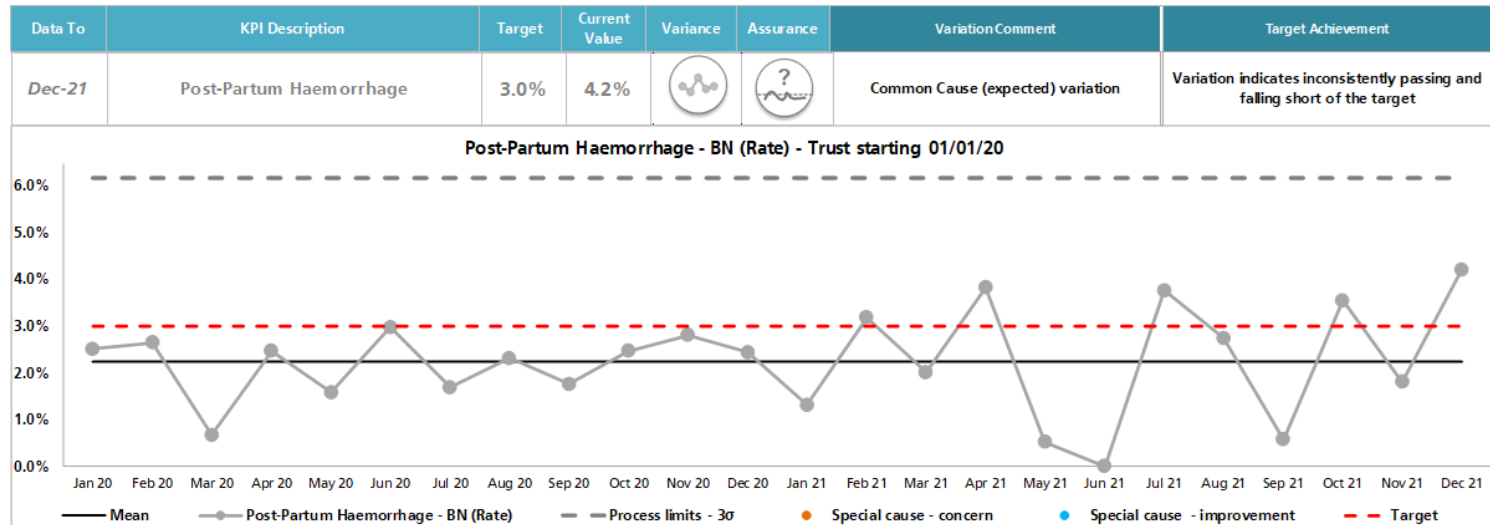 Data To KPI Description Target Current Value Variance Assurance Variation Comment Target Achievement
Dec-21 Post-Partum Haemorrhage 3.0% 4.2% ? Common Cause (expected) variation Variation indicates inconsistently passing and falling short of the target
Post-Partum Haemorrhage - BN (Rate) - Trust starting 01/01/20
6.0%
5.0%
4.0%
3.0%
2.0%
1.0%
0.0%
Jan 20 Feb 20 Mar 20 Apr 20 May 20 Jun 20 Jul 20 Aug 20 Sep 20 Oct 20 Nov 20 Dec 20 Jan 21 Feb 21 Mar 21 Apr 21 May 21 Jun 21 Jul 21 Aug 21 Sep 21 Oct 21 Nov 21 Dec 21
Mean Post-Partum Haemorrhage - BN (Rate) Process limits - 3σ Special cause - concern Special cause - improvement Target